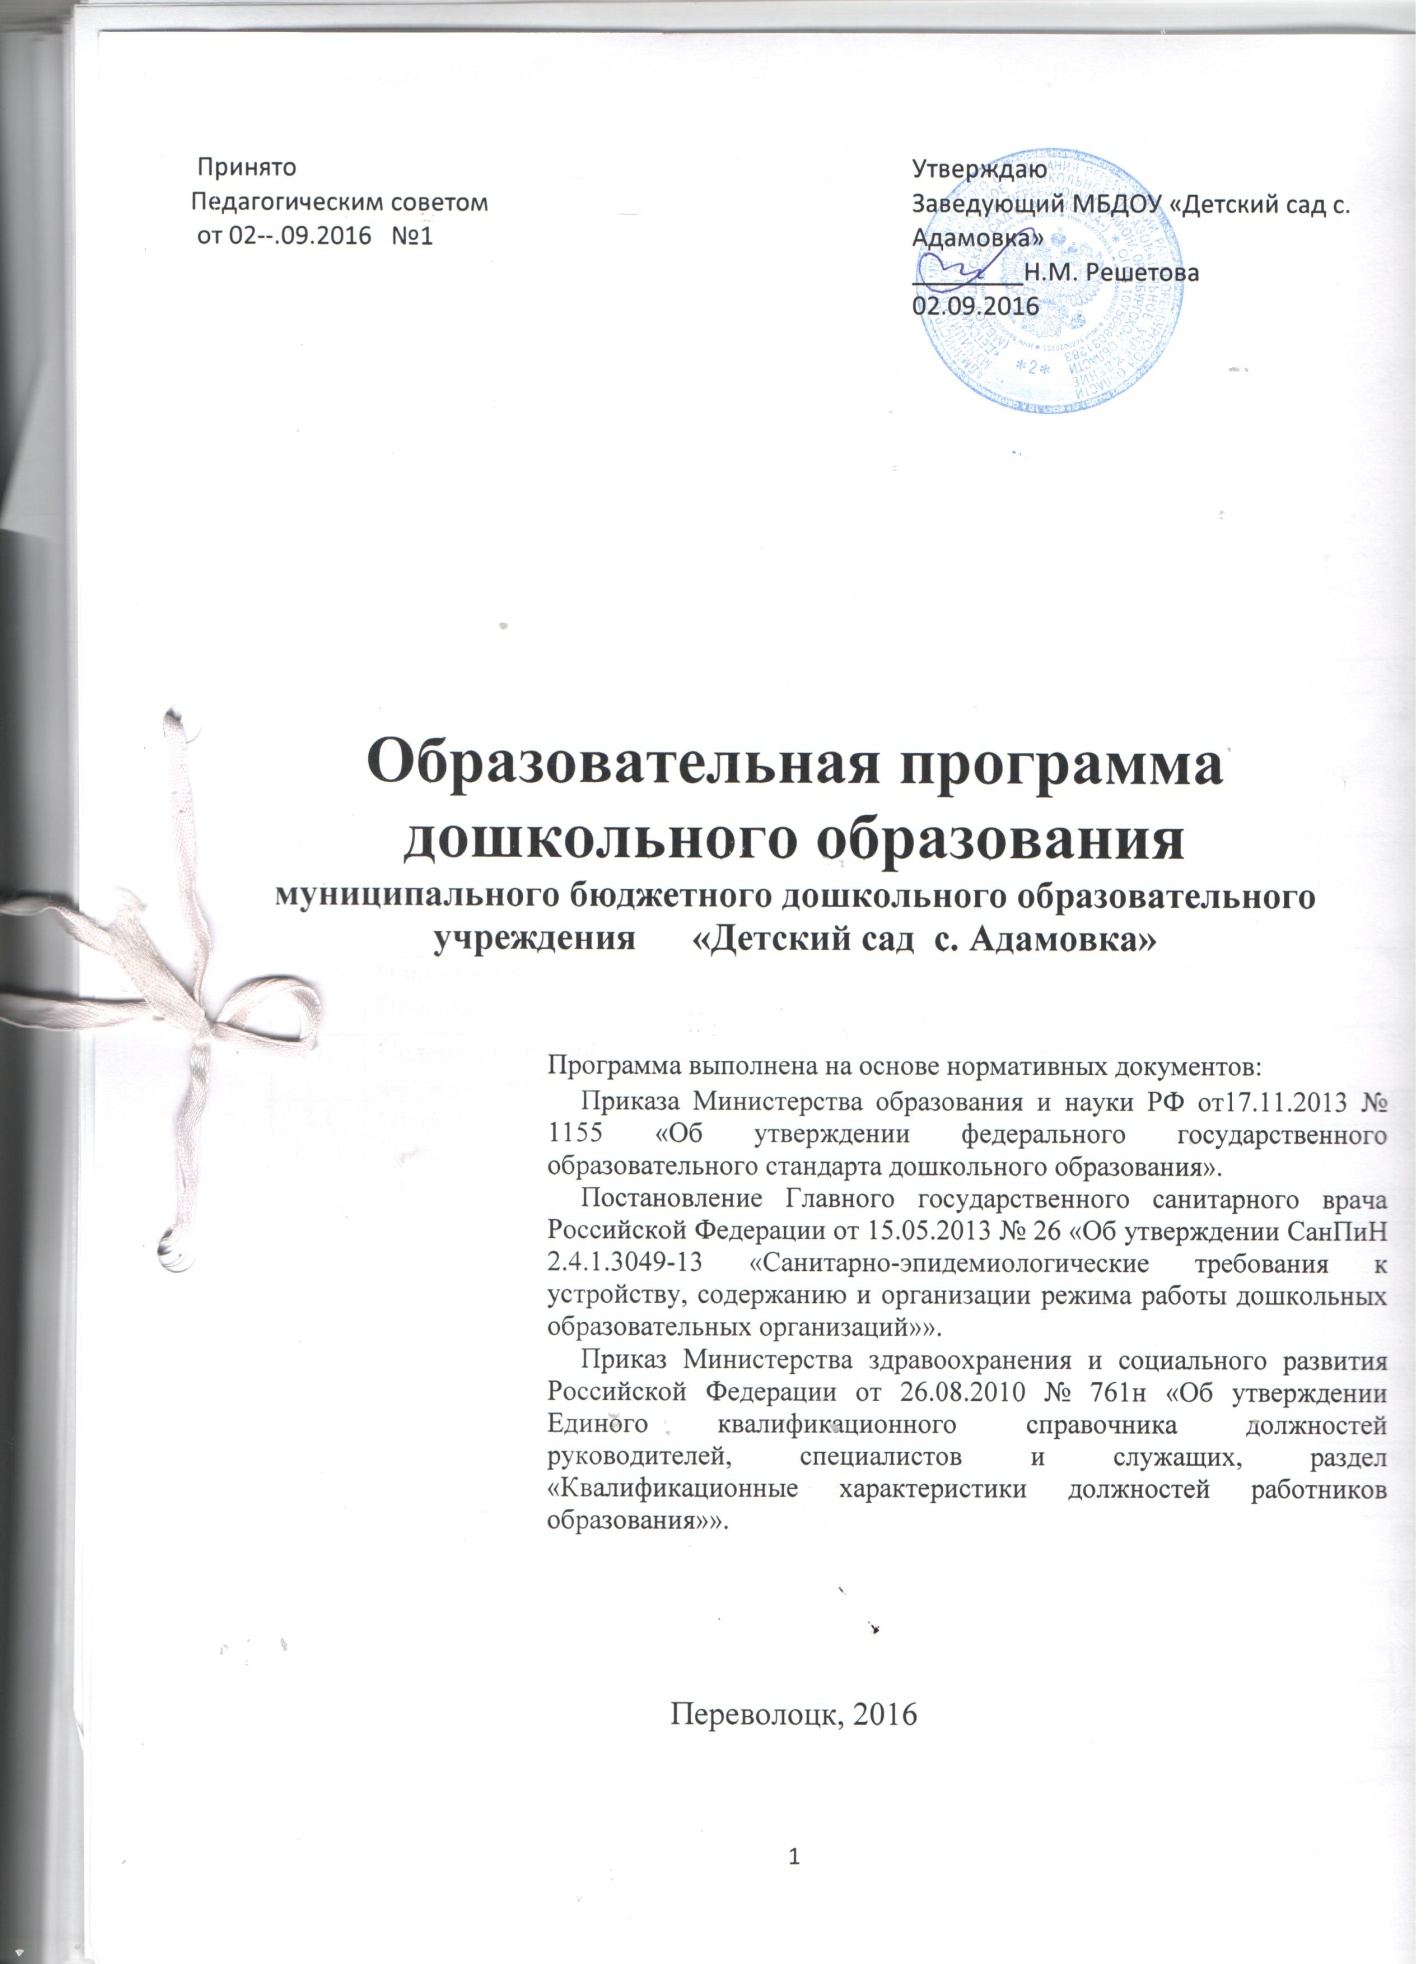 Принято
Педагогическим советом
от 02--.09.2016 №1
Утверждаю
Заведующий МБДОУ «Детский сад с.
Адамовка»
________Н.М. Решетова
02.09.2016
*2*
Образовательная программа
дошкольного образования
муниципального бюджетного дошкольного образовательного
учреждения «Детский сад с. Адамовка»
Программа выполнена на основе нормативных документов:
Приказа Министерства образования и науки РФ от17.11.2013 №
1155 «Об утверждении федерального государственного
образовательного стандарта дошкольного образования».
Постановление Главного государственного санитарного врача
Российской Федерации от 15.05.2013 № 26 «Об утверждении СанПиН
2.4.1.3049-13 «Санитарно-эпидемиологические требования к
устройству, содержанию и организации режима работы дошкольных
образовательных организаций»».
Приказ Министерства здравоохранения и социального развития
Российской Федерации от 26.08.2010 № 761н «Об утверждении
Единого квалификационного справочника должностей
руководителей, специалистов и служащих, раздел
«Квалификационные характеристики должностей работников
образования»».
Переволоцк, 2016
1